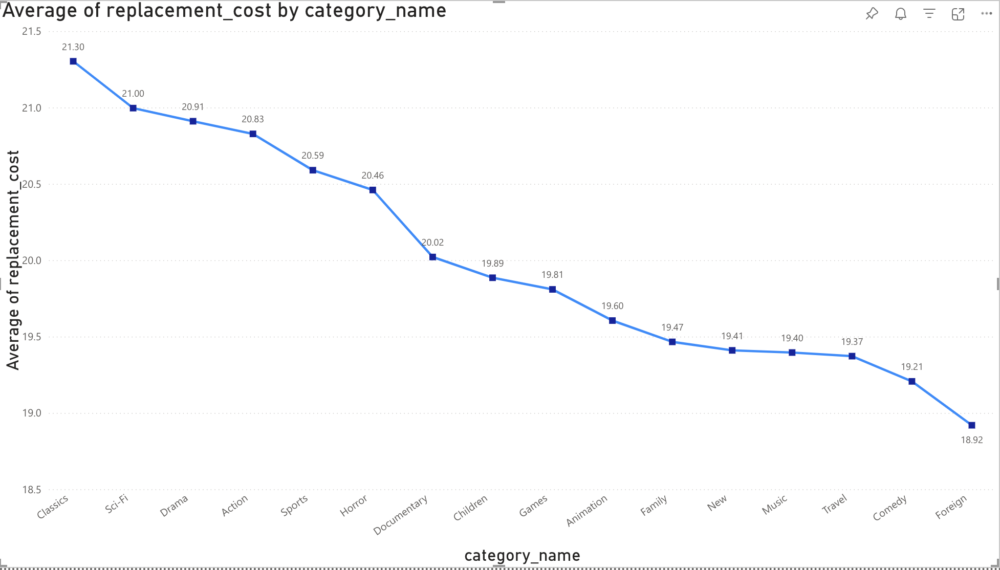 Average of replacement_cost by category_name
21.5
21.30
21.00
21.0
20.91
20.83
20.59
20.46
20.5
20.02
20.0
19.89
19.81
19.60
19.47
19.5
19.41
19.40
19.37
19.21
19.0
18.92
18.5
Average of replacement_cost
Classics
Sci-Fi
Drama
Action
Sports
Horror
Documentary
Children
Games
Animation
Family
New
Music
Travel
Comedy
Foreign
category_name